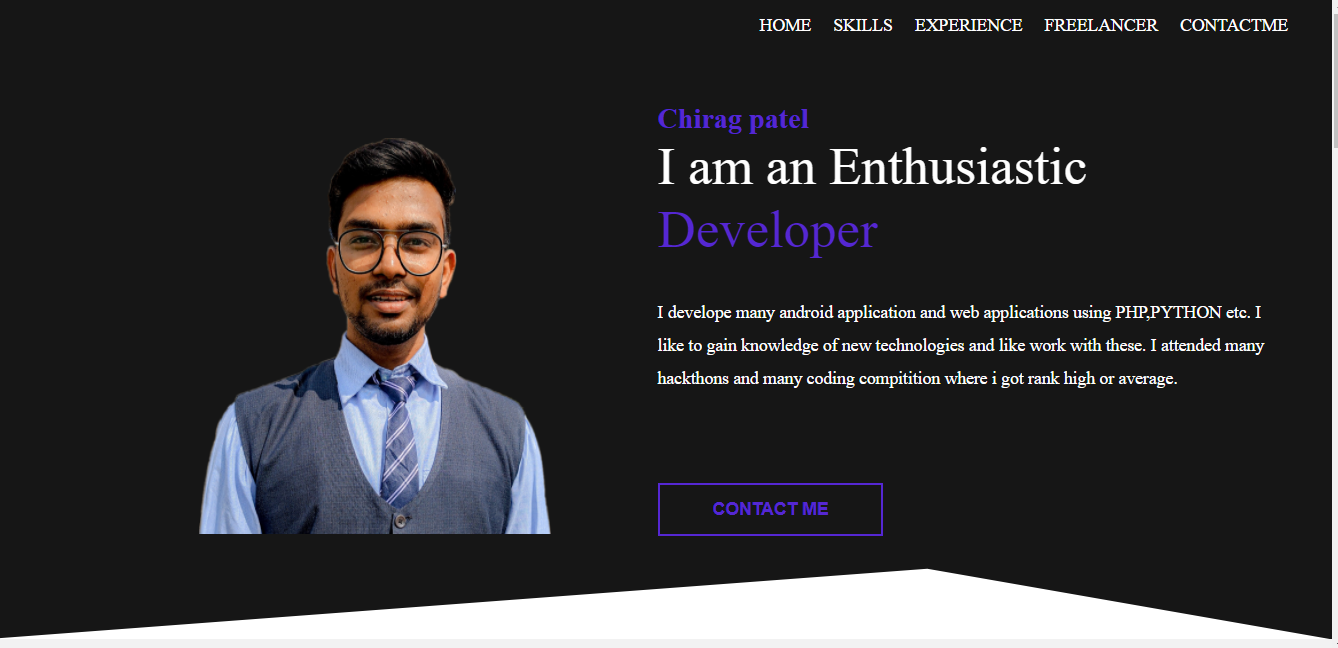 HOME SKILLS EXPERIENCE FREELANCER CONTACTME
Chirag patel
I am an Enthusiastic
Developer
I develope many android application and web applications using PHP,PYTHON etc. I
like to gain knowledge of new technologies and like work with these. I attended many
hackthons and many coding compitition where i got rank high or average.
CONTACT ME